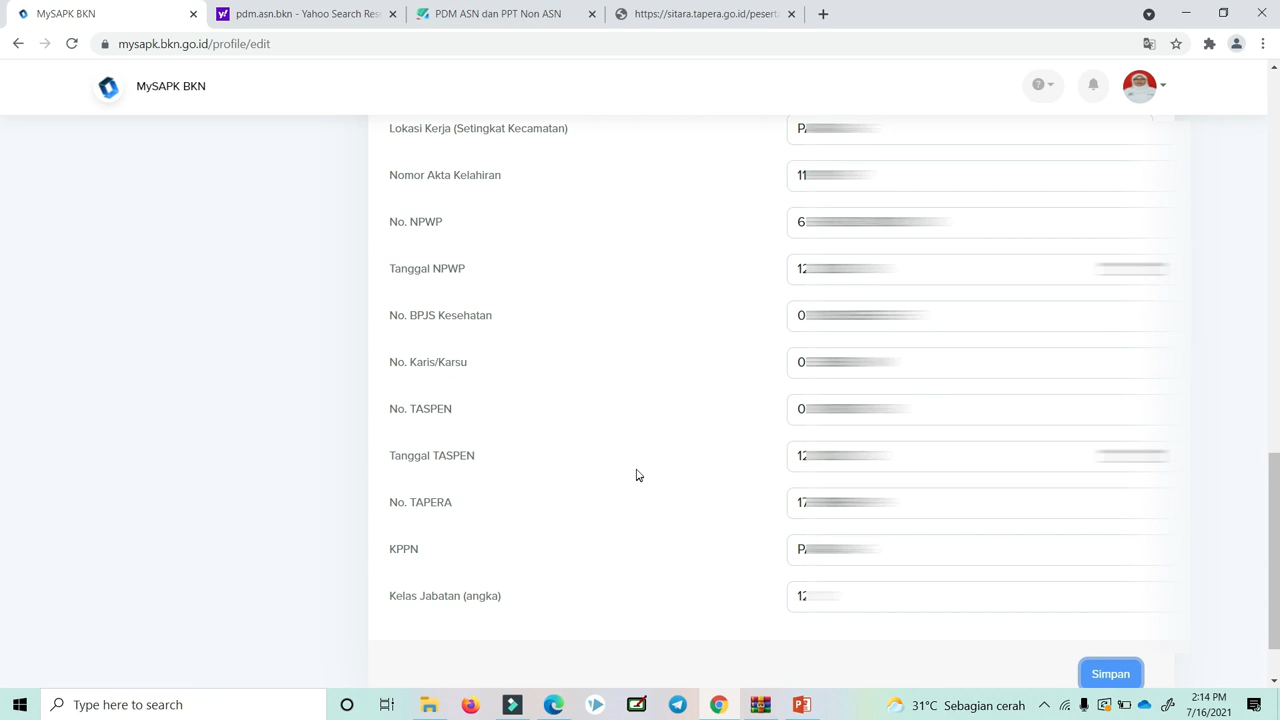 MySAPK BKN
pdm.asn.bkn - Yahoo Search Res
PDM ASN dan PPT Non ASN
https://sitara.tapera.go.id/pesert
mysapk.bkn.go.id/profile/edit
MySAPK BKN
Lokasi Kerja (Setingkat Kecamatan)
Nomor Akta Kelahiran
No. NPWP
Tanggal NPWP
No. BPJS Kesehatan
No. Karis/Karsu
No. TASPEN
Tanggal TASPEN
No. TAPERA
KPPN
Kelas Jabatan (angka)
Simpan
Type here to search
31°C Sebagian cerah
2:14 PM
7/16/2021